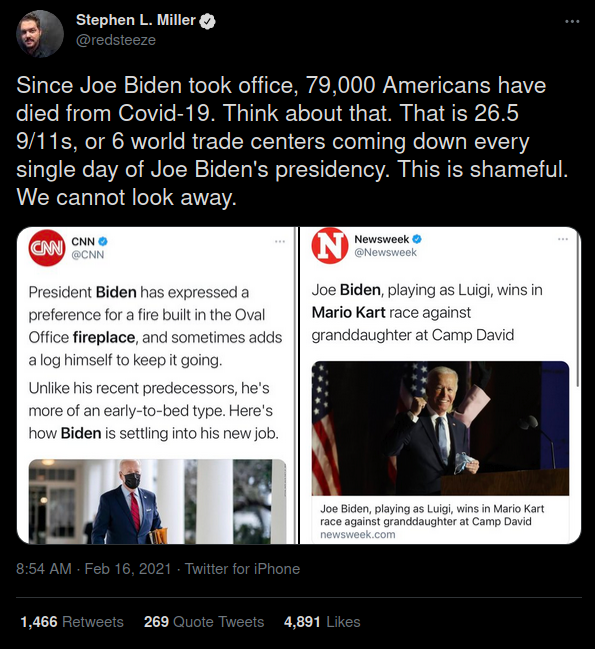 Stephen L. Miller
@redsteeze
Since Joe Biden took office, 79,000 Americans have
died from Covid-19. Think about that. That is 26.5
9/11s, or 6 world trade centers coming down every
single day of Joe Biden's presidency. This is shameful.
We cannot look away.
CNN
CNN
@CNN
President Biden has expressed a
preference for a fire built in the Oval
Office fireplace, and sometimes adds
a log himself to keep it going.
Unlike his recent predecessors, he's
more of an early-to-bed type. Here's
how Biden is settling into his new job.
N
Newsweek
@Newsweek
Joe Biden, playing as Luigi, wins in
Mario Kart race against
granddaughter at Camp David
Joe Biden, playing as Luigi, wins in Mario Kart
race against granddaughter at Camp David
newsweek.com
8:54 AM · Feb 16, 2021 · Twitter for iPhone
1,466 Retweets 269 Quote Tweets 4,891 Likes